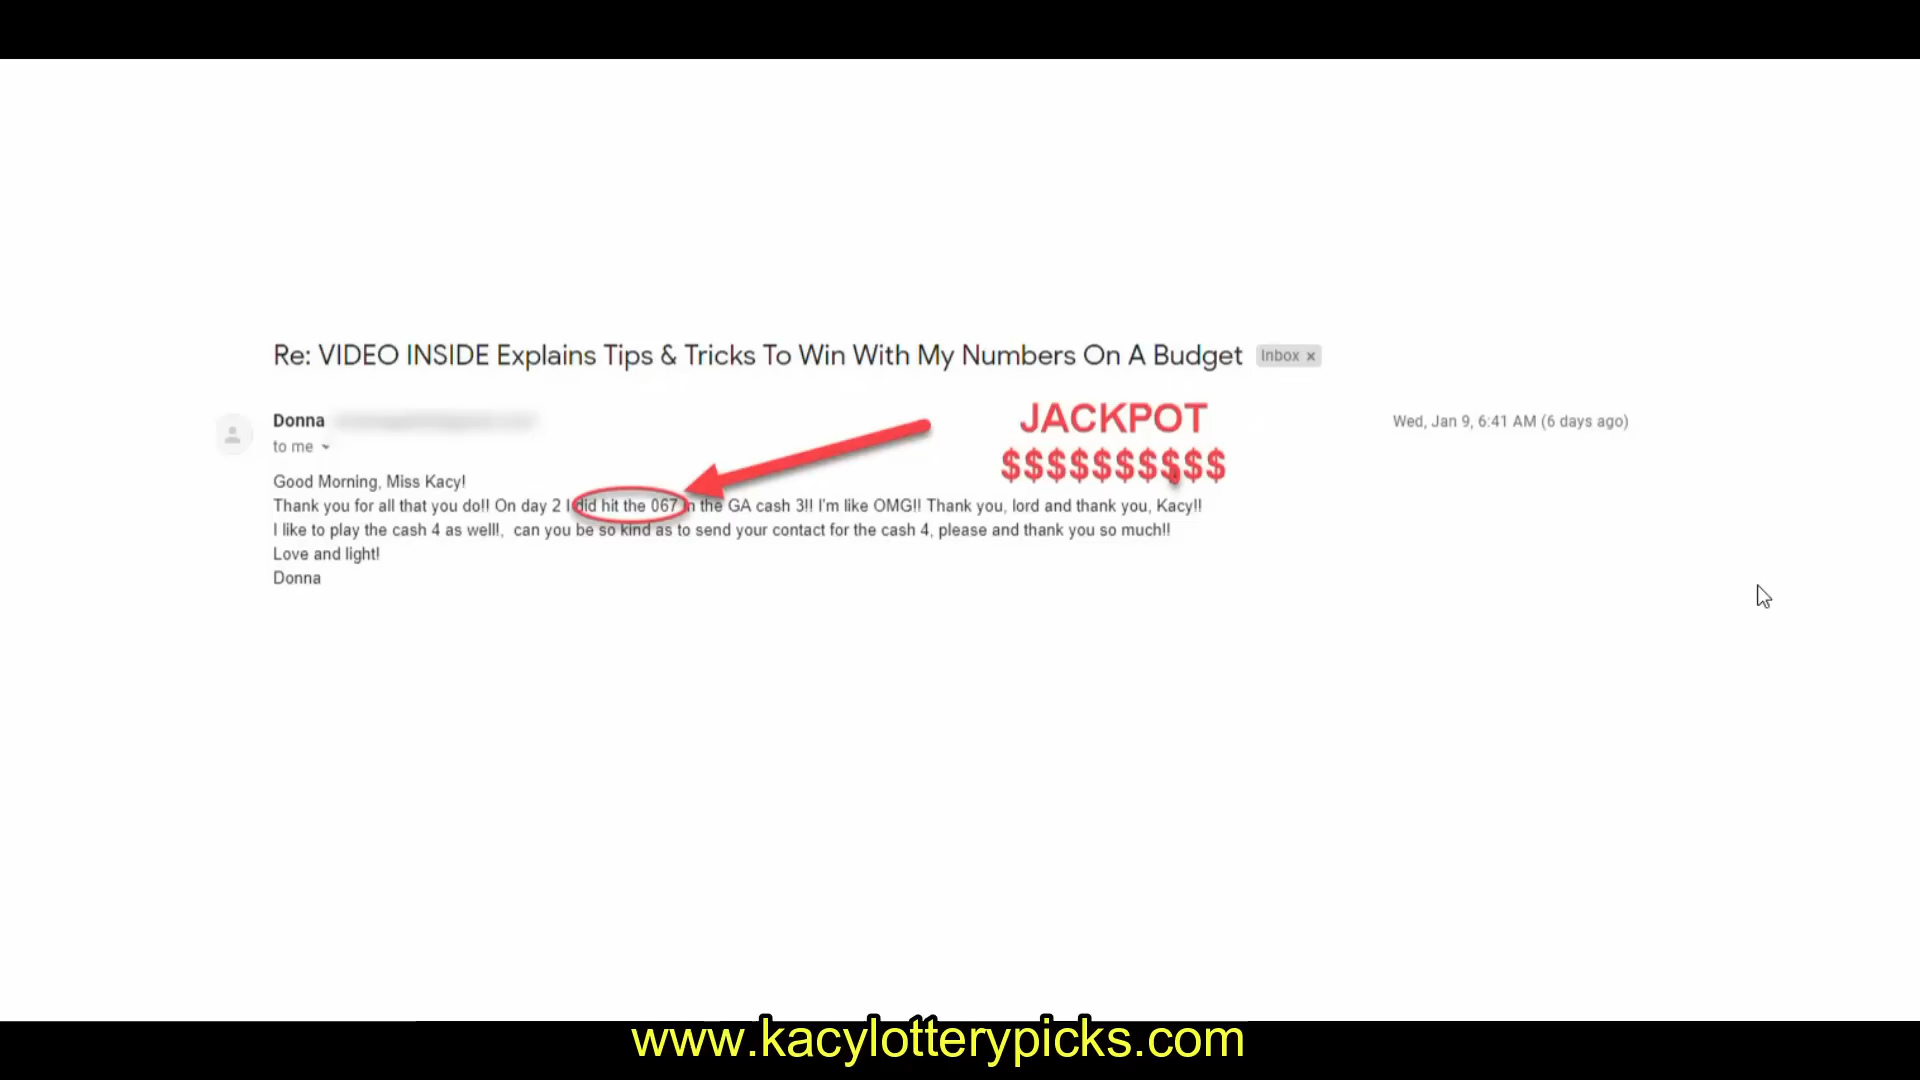 Re: VIDEO INSIDE Explains Tips & Tricks To Win With My Numbers On A Budget Inbox x
Donna
JACKPOT
Wed, Jan 9, 6:41 AM (6 days ago)
to me
$$$$$$$$$$
Good Morning, Miss Kacy!
Thank you for all that you do!! On day 2 I did hit the 067 in the GA cash 3!! I'm like OMG!! Thank you, lord and thank you, Kacy!!
I like to play the cash 4 as well!, can you be so kind as to send your contact for the cash 4, please and thank you so much!!
Love and light!
Donna
www.kacylotterypicks.com